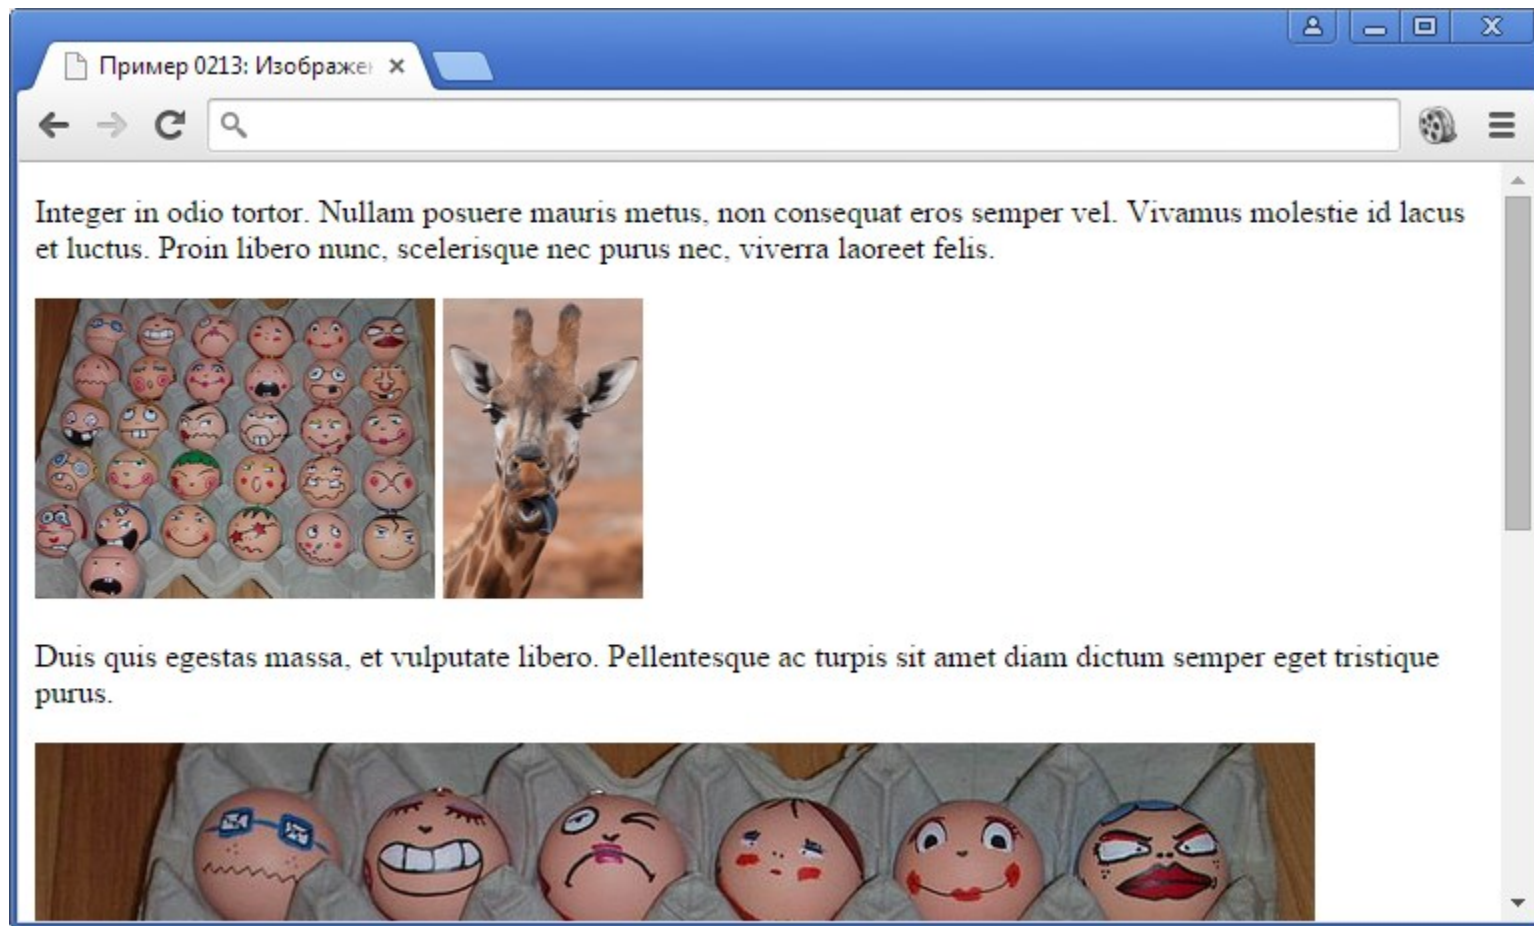 Пример 0213: Изображе
Integer in odio tortor. Nullam posuere mauris metus, non consequat eros semper vel. Vivamus molestie id lacus
et luctus. Proin libero nunc, scelerisque nec purus nec, viverra laoreet felis.
Duis quis egestas massa, et vulputate libero. Pellentesque ac turpis sit amet diam dictum semper eget tristique
purus.